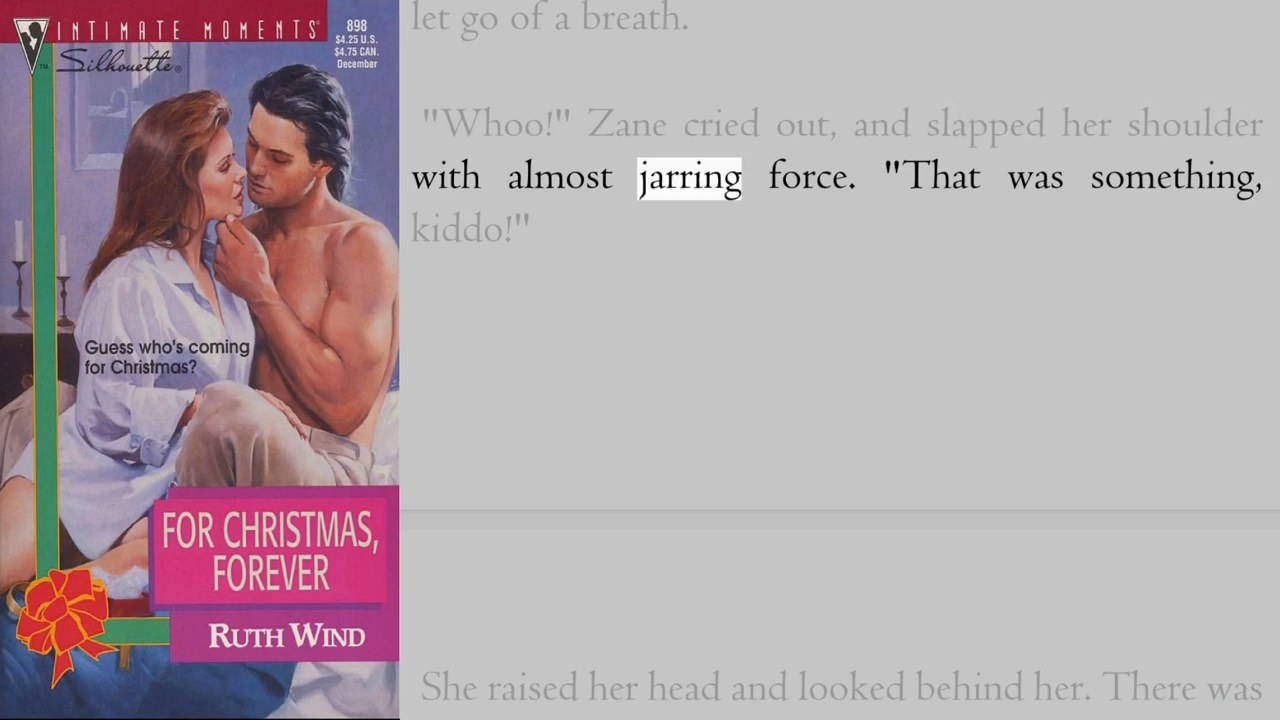 INTIMATE MOMENTS®
Silhouette®
™
898
$4.25 U.S.
$4.75 CAN.
December
Guess who's coming
for Christmas?
FOR CHRISTMAS,
FOREVER
RUTH WIND
let go of a breath.
"Whoo!" Zane cried out, and slapped her shoulder
with almost jarring force. "That was something,
kiddo!"
She raised her head and looked behind her. There was